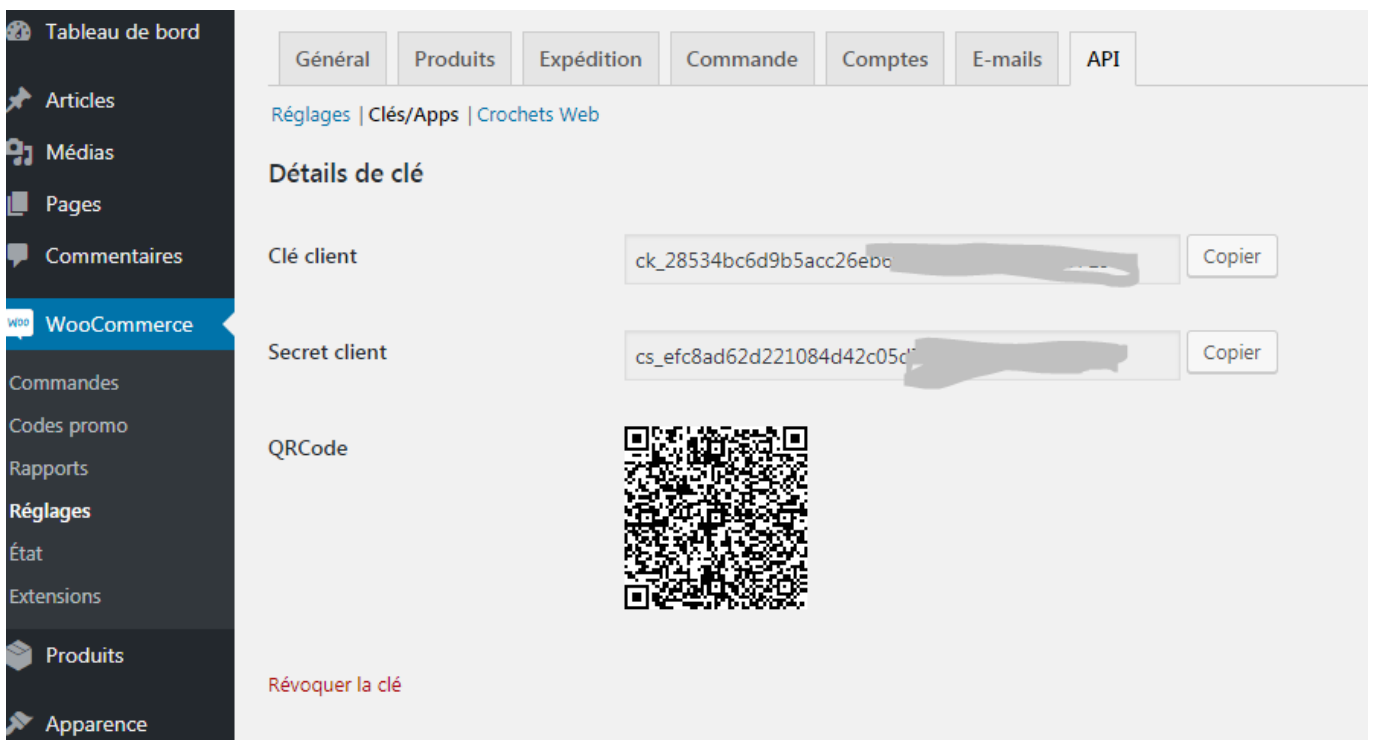 Tableau de bord
Articles
Médias
Pages
Commentaires
WooCommerce
Commandes
Codes promo
Rapports
Réglages
État
Extensions
Produits
Apparence
Général Produits Expédition Commande Comptes E-mails API
Réglages | Clés/Apps | Crochets Web
Détails de clé
Clé client
ck_28534bc6d9b5acc26eb6
Copier
Secret client
cs_efc8ad62d221084d42c05d
Copier
QRCode
Révoquer la clé